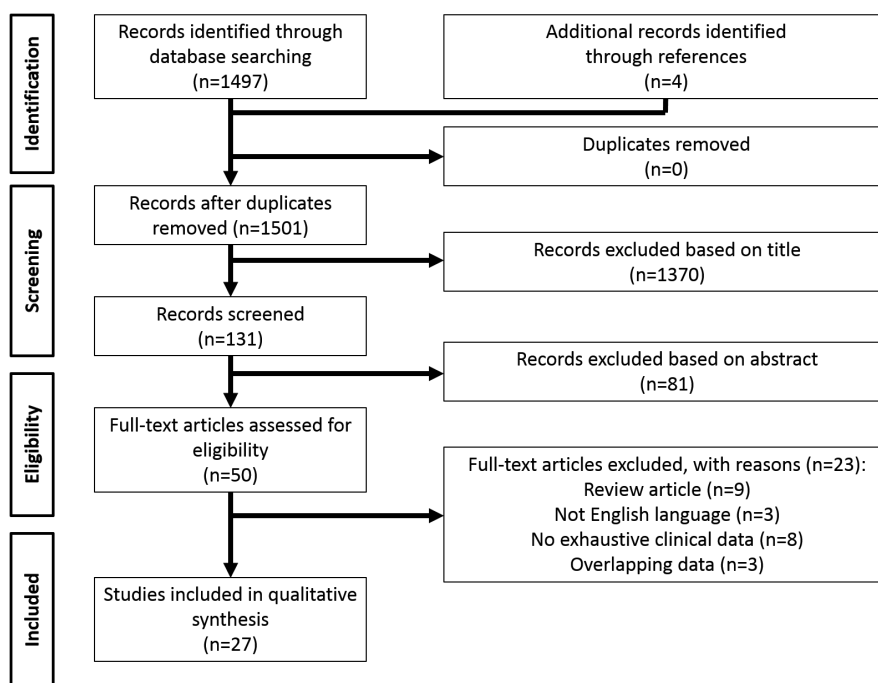 Identification
Records identified through
database searching
(n=1497)
Additional records identified
through references
(n=4)
Duplicates removed
(n=0)
Screening
Records after duplicates
removed (n=1501)
Records excluded based on title
(n=1370)
Records screened
(n=131)
Records excluded based on abstract
(n=81)
Eligibility
Full-text articles assessed for
eligibility
(n=50)
Full-text articles excluded, with reasons (n=23):
Review article (n=9)
Not English language (n=3)
No exhaustive clinical data (n=8)
Overlapping data (n=3)
Included
Studies included in qualitative
synthesis
(n=27)